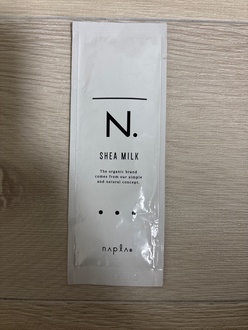 N.
SHEA MILK
The organic brand
comes from our simple
and natural concept.
napla